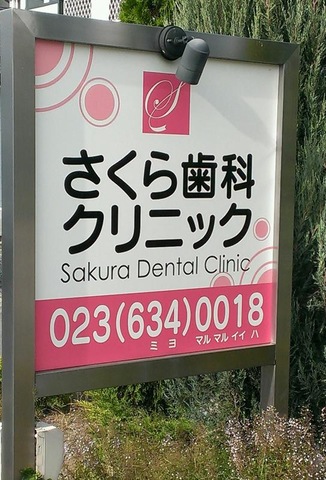 さくら歯科
クリニック
Sakura Dental Clinic
023(634)0018
ミ ヨ マル マル イイ ハ